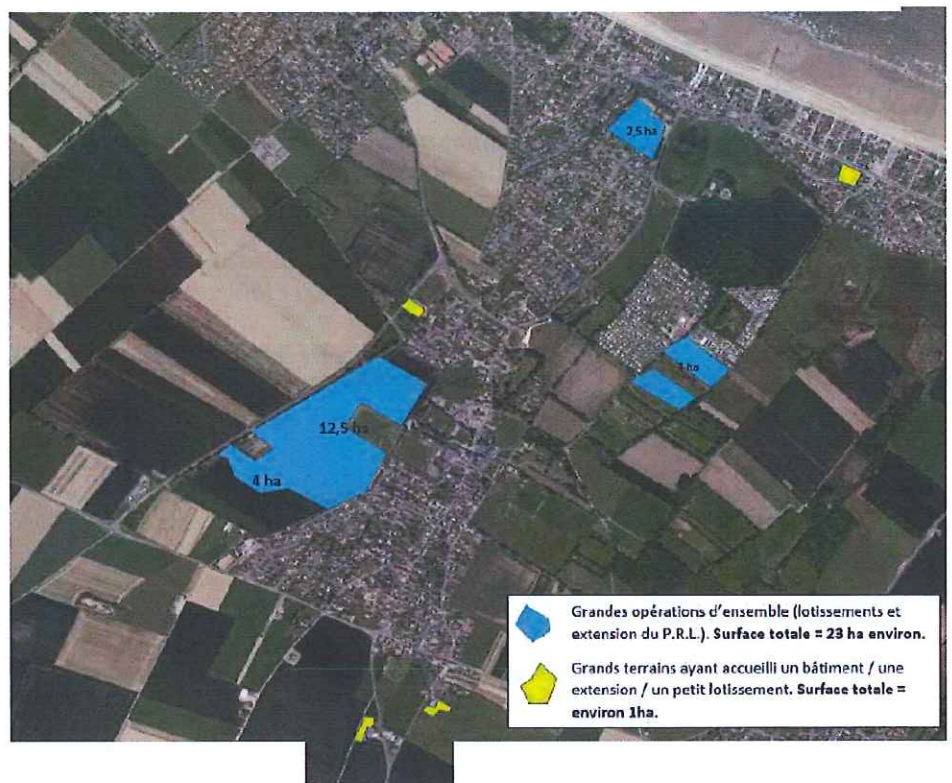 2,5 ha
ha
12,5 ha
4 ha
Grandes opérations d'ensemble (lotissements et
extension du P.R.L.). Surface totale = 23 ha environ.
Grands terrains ayant accueilli un bâtiment / une
extension / un petit lotissement. Surface totale =
environ 1ha.